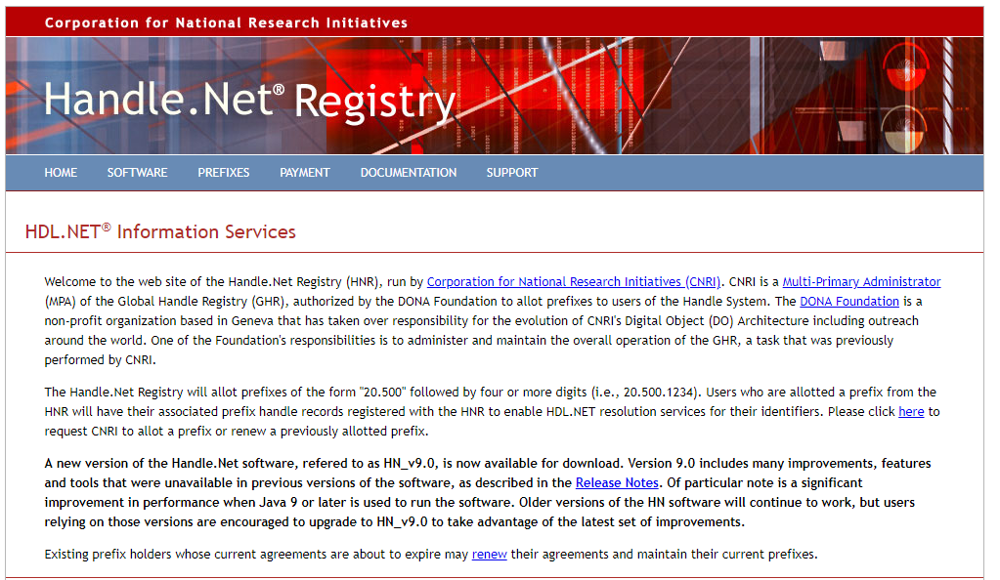 Corporation for National Research Initiatives
Handle.Net® Registry
HOME SOFTWARE PREFIXES PAYMENT DOCUMENTATION SUPPORT
HDL.NET® Information Services
Welcome to the web site of the Handle.Net Registry (HNR), run by Corporation for National Research Initiatives (CNRI). CNRI is a Multi-Primary Administrator
(MPA) of the Global Handle Registry (GHR), authorized by the DONA Foundation to allot prefixes to users of the Handle System. The DONA Foundation is a
non-profit organization based in Geneva that has taken over responsibility for the evolution of CNRI's Digital Object (DO) Architecture including outreach
around the world. One of the Foundation's responsibilities is to administer and maintain the overall operation of the GHR, a task that was previously
performed by CNRI.
The Handle.Net Registry will allot prefixes of the form "20.500" followed by four or more digits (i.e., 20.500.1234). Users who are allotted a prefix from the
HNR will have their associated prefix handle records registered with the HNR to enable HDL.NET resolution services for their identifiers. Please click here to
request CNRI to allot a prefix or renew a previously allotted prefix.
A new version of the Handle.Net software, refered to as HN_v9.0, is now available for download. Version 9.0 includes many improvements, features
and tools that were unavailable in previous versions of the software, as described in the Release Notes. Of particular note is a significant
improvement in performance when Java 9 or later is used to run the software. Older versions of the HN software will continue to work, but users
relying on those versions are encouraged to upgrade to HN_v9.0 to take advantage of the latest set of improvements.
Existing prefix holders whose current agreements are about to expire may renew their agreements and maintain their current prefixes.